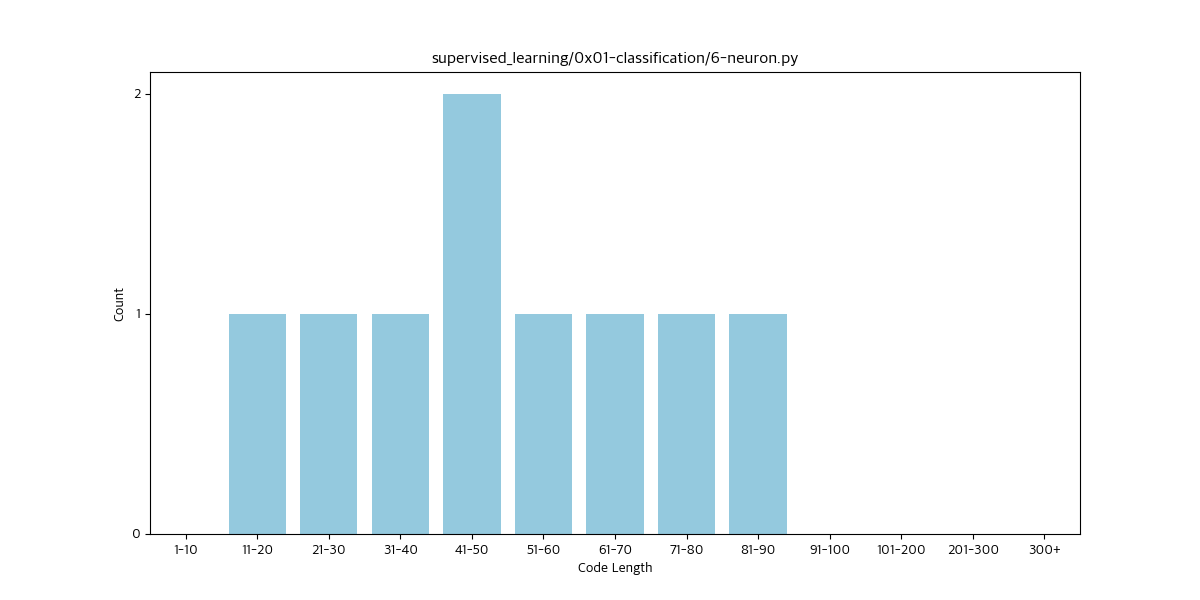 supervised_learning/0x01-classification/6-neuron.py
2
1
0
Count
1-10 11-20 21-30 31-40 41-50 51-60 61-70 71-80 81-90 91-100 101-200 201-300 300+
Code Length